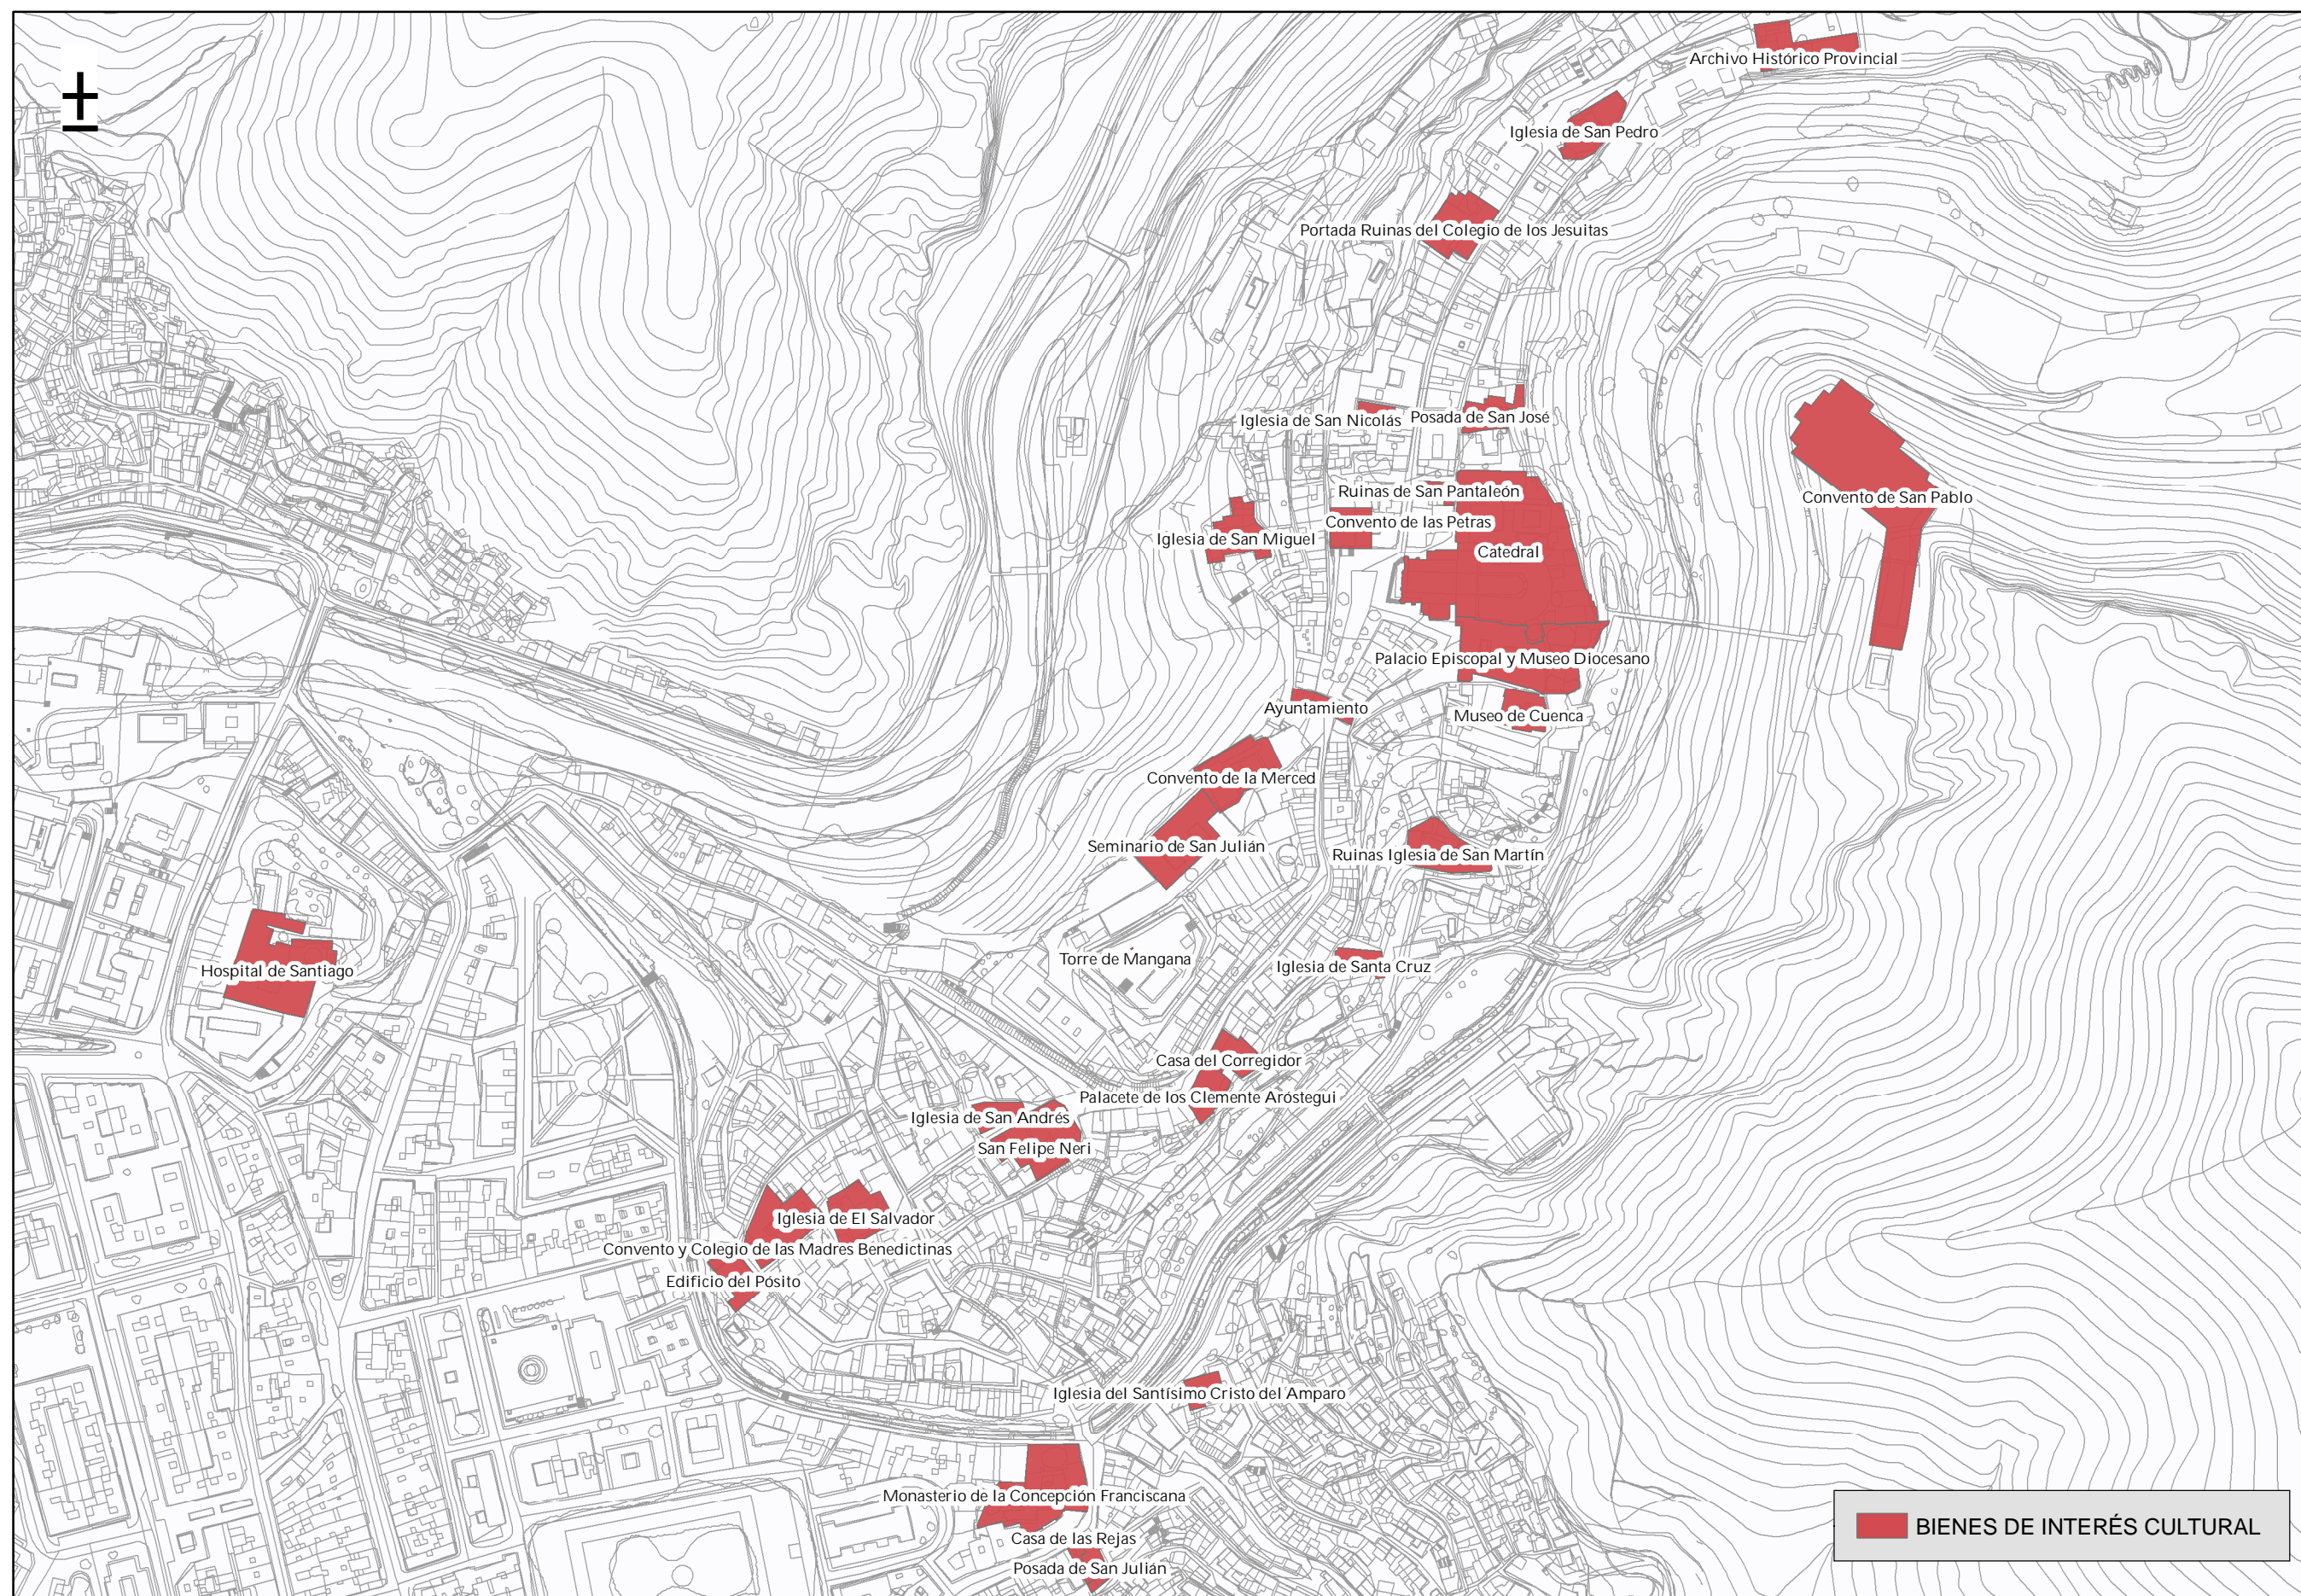 ±
Archivo Histórico Provincial
Iglesia de San Pedro
Portada Ruinas del Colegio de los Jesuitas
Iglesia de San Nicolás
Posada de San José
Ruinas de San Pantaleón
Convento de San Pablo
Convento de las Petras
Iglesia de San Miguel
Catedral
Palacio Episcopal y Museo Diocesano
Ayuntamiento
Museo de Cuenca
Convento de la Merced
Seminario de San Julián
Ruinas Iglesia de San Martín
Torre de Mangana
Iglesia de Santa Cruz
Hospital de Santiago
Casa del Corregidor
Palacete de los Clemente Aróstegui
Iglesia de San Andrés
San Felipe Neri
Iglesia de El Salvador
Convento y Colegio de las Madres Benedictinas
Edificio del Pósito
Iglesia del Santísimo Cristo del Amparo
Monasterio de la Concepción Franciscana
Casa de las Rejas
Posada de San Julián
BIENES DE INTERÉS CULTURAL